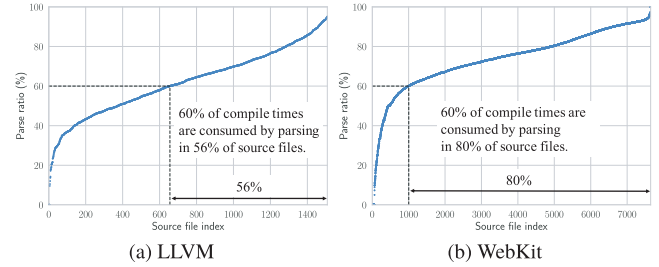 100
80
60
40
20
0
Parse ratio (%)
60% of compile times
are consumed by parsing
in 56% of source files.
56%
0 200 400 600 800 1000 1200 1400
Source file index
(a) LLVM
100
80
60
40
20
0
Parse ratio (%)
60% of compile times are
consumed by parsing
in 80% of source files.
80%
0 1000 2000 3000 4000 5000 6000 7000
Source file index
(b) WebKit